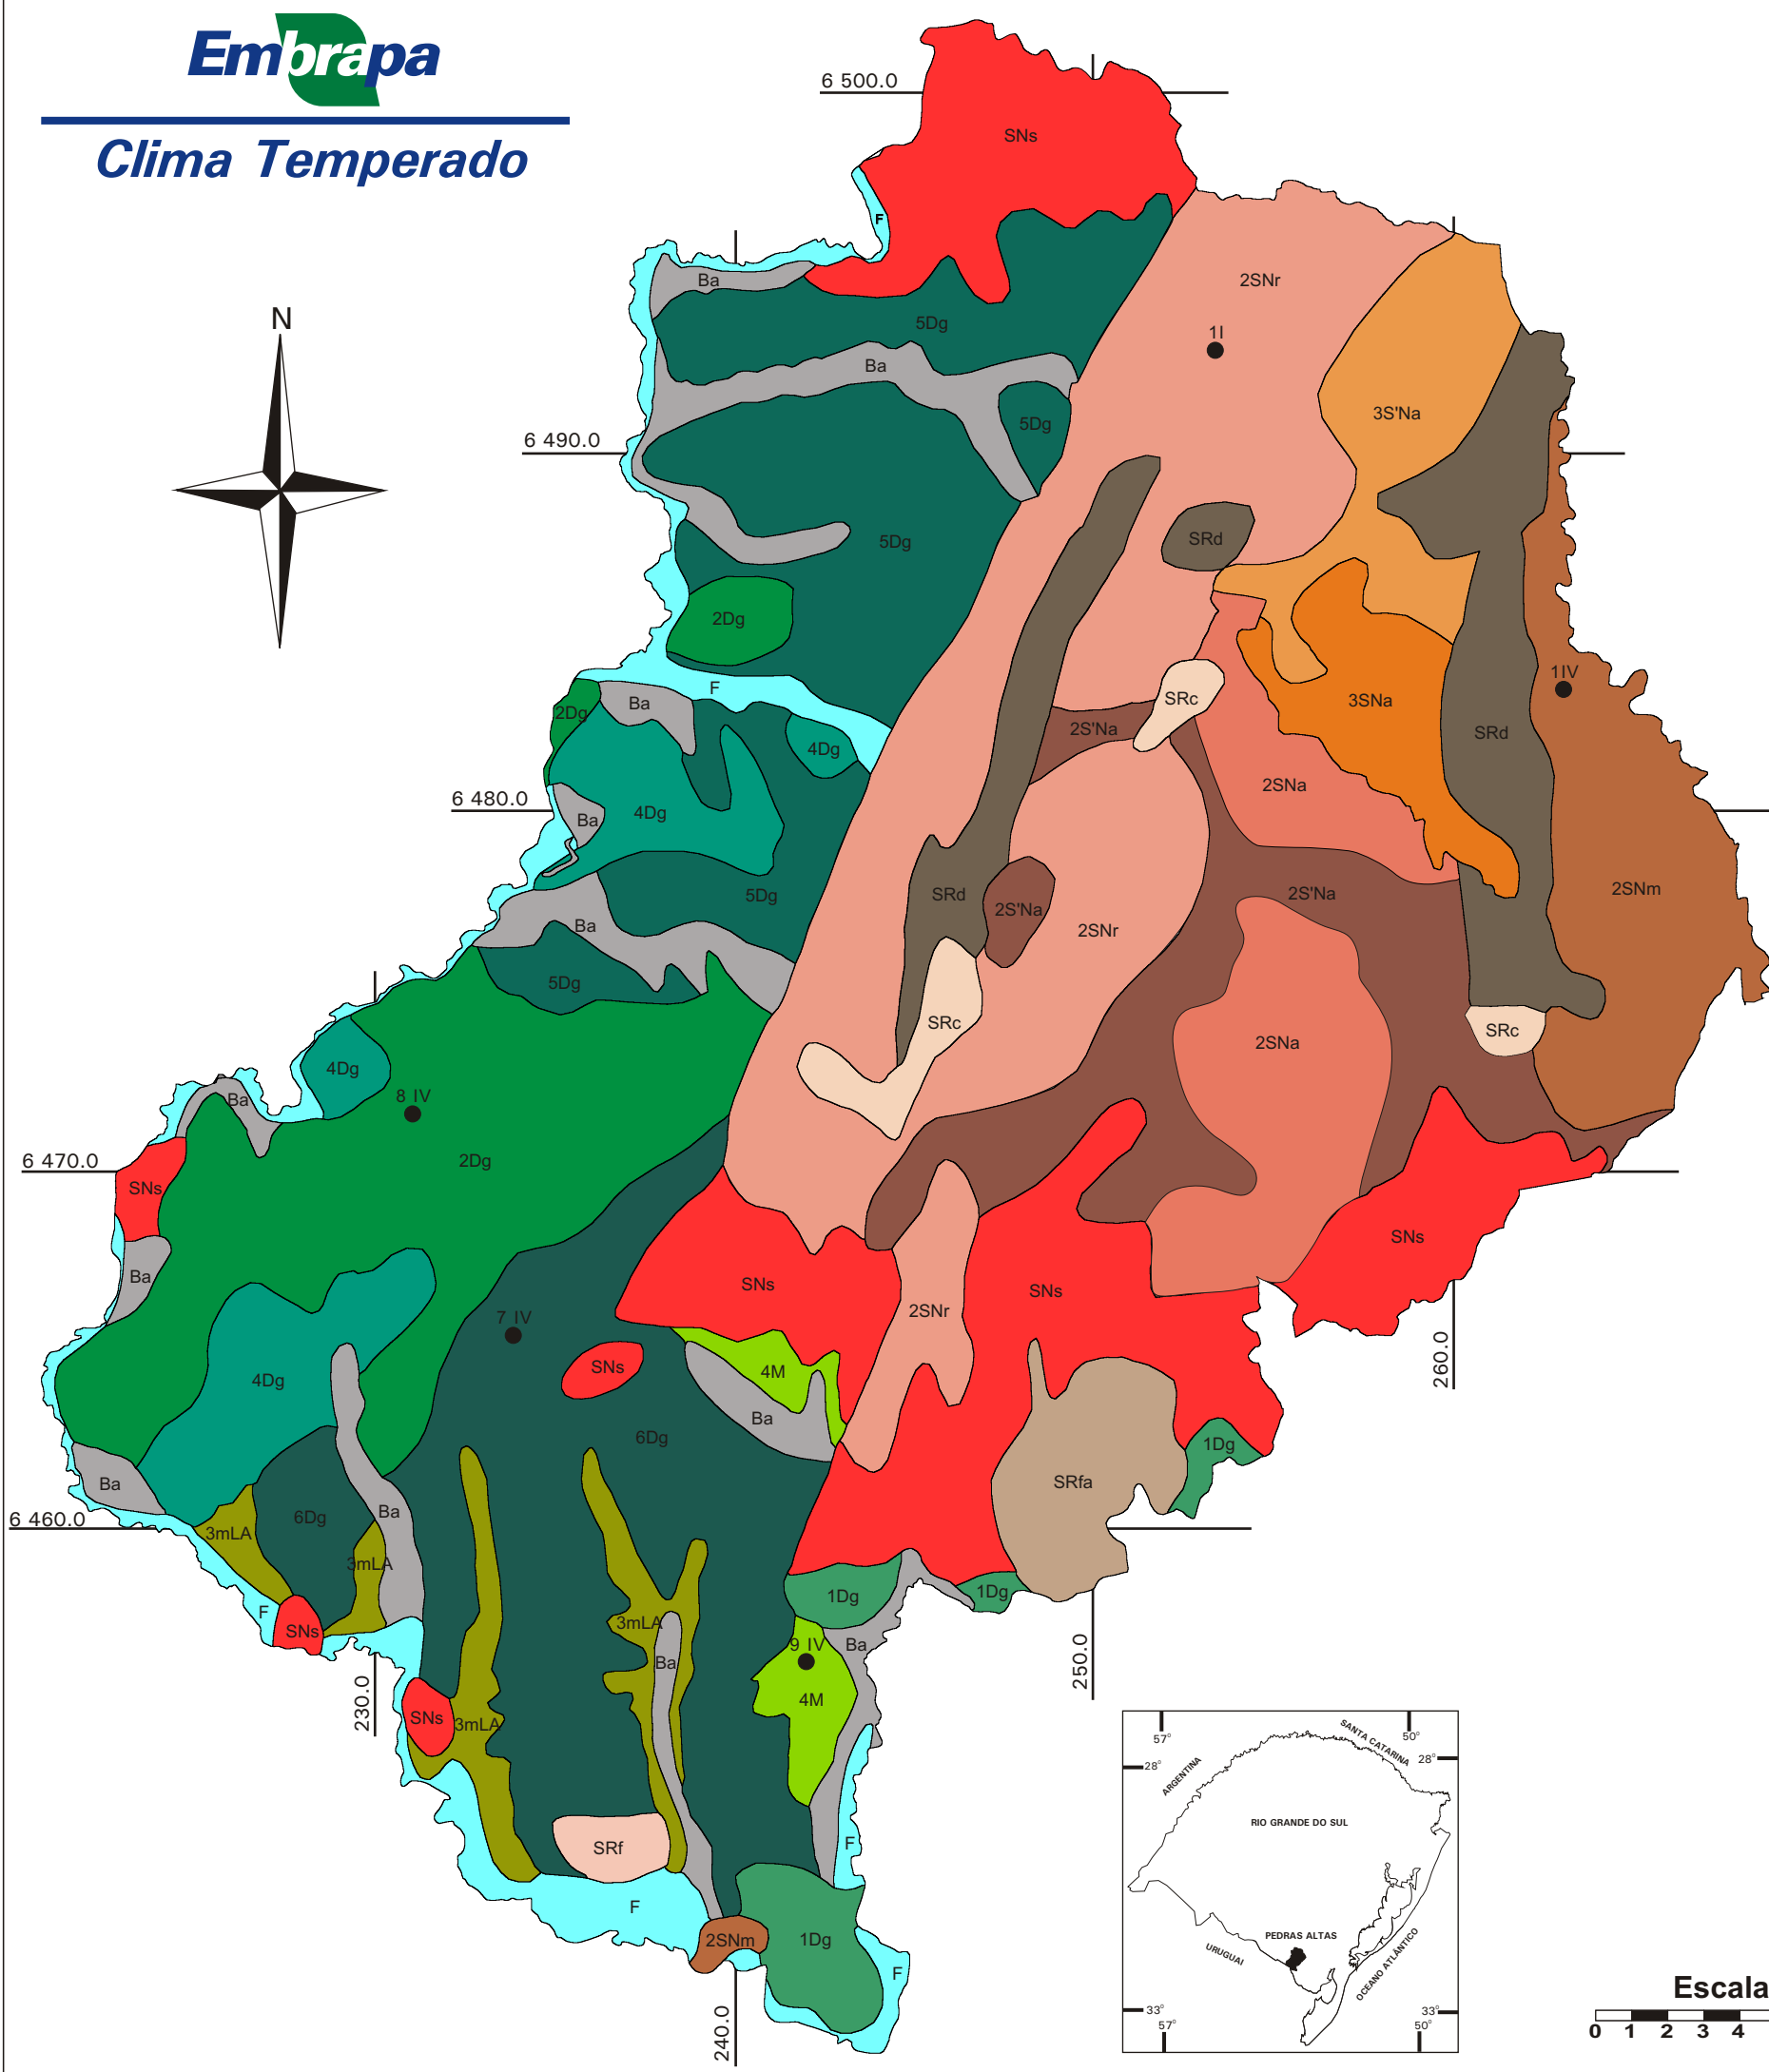 Embrapa
Clima Temperado
6 500.0
SNs
F
N
Ba
2SNr
5Dg
1I
Ba
5Dg
3S'Na
6 490.0
5Dg
SRd
2Dg
F
1IV
2Dg
Ba
4Dg
SRc
3SNa
2S'Na
SRd
6 480.0
Ba
4Dg
2SNa
5Dg
SRd
2S'Na
2S'Na
2SNm
Ba
2SNr
5Dg
SRc
SRc
2SNa
4Dg
Ba
8 IV
6 470.0
2Dg
SNs
SNs
Ba
SNs
SNs
2SNr
7 IV
260.0
SNs
4M
4Dg
Ba
6Dg
1Dg
Ba
SRfa
6 460.0
3mLA
6Dg
Ba
3mLA
1Dg
1Dg
F
SNs
3mLA
9 IV
Ba
Ba
250.0
230.0
4M
SNs
3mLA
SRf
F
F
2SNm
1Dg
F
240.0
57°
50°
SANTA CATARINA
28°
28°
ARGENTINA
RIO GRANDE DO SUL
PEDRAS ALTAS
URUGUAI
OCEANO ATLÂNTICO
33°
33°
57°
50°
Escala
0 1 2 3 4